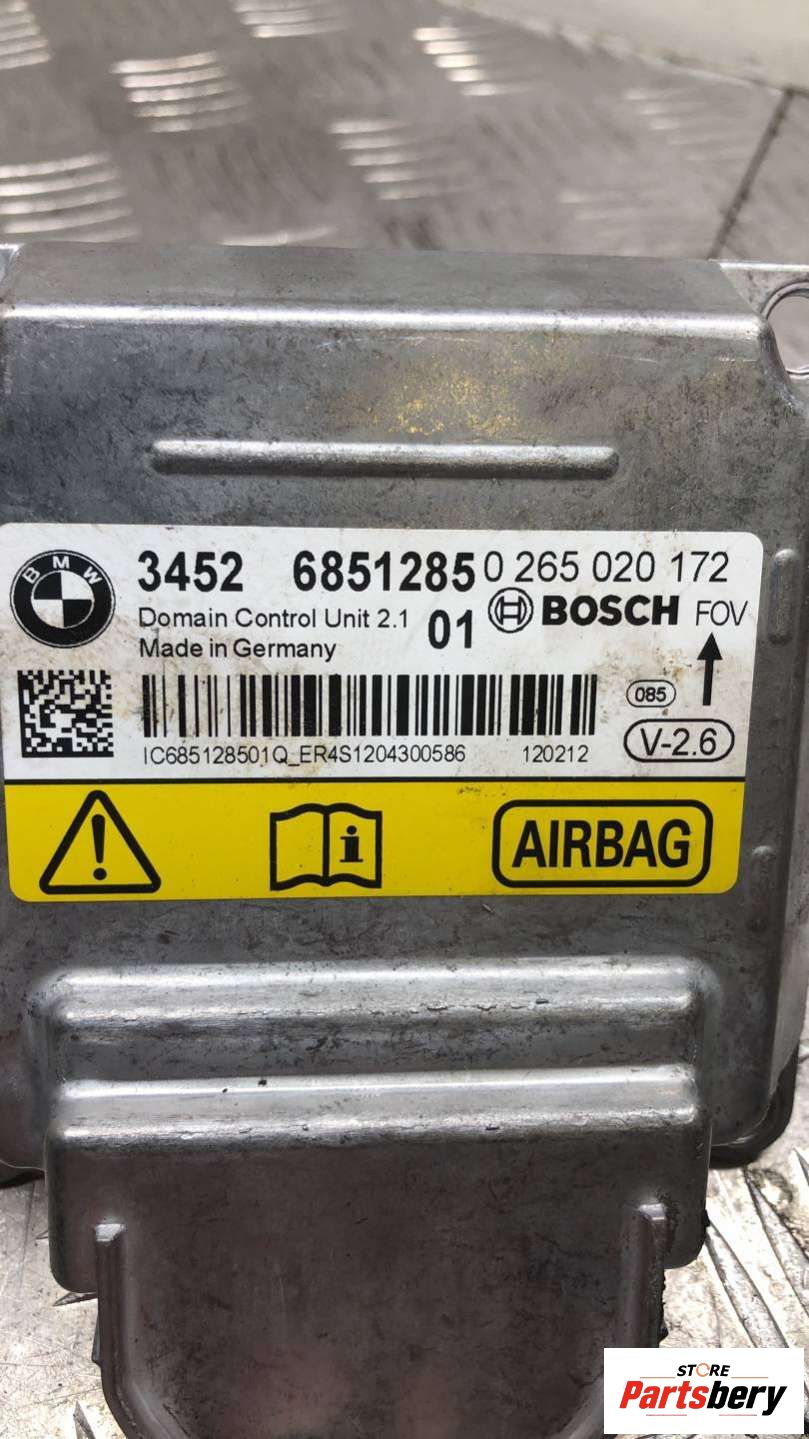 BMW
3452 6851285 0 265 020 172
Domain Control Unit 2.1 01 BOSCH FOV
Made in Germany
085
V-2.6
IC685128501Q_ER4S1204300586 120212
AIRBAG
STORE
Partsbery